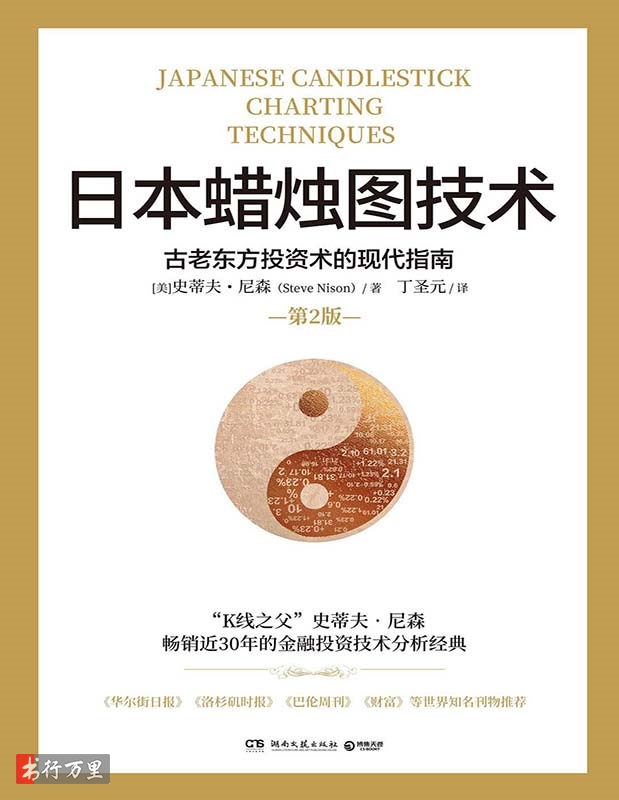 JAPANESE CANDLESTICK
CHARTING
TECHNIQUES
日本蜡烛图技术
古老东方投资术的现代指南
[美]史蒂夫·尼森（Steve Nison）/ 著　丁圣元 / 译
—第2版—
“K线之父”史蒂夫·尼森
畅销近30年的金融投资技术分析经典
《华尔街日报》《洛杉矶时报》《巴伦周刊》《财富》等世界知名刊物推荐
湖南文艺出版社 博集天卷
CS-BOOKY
书行万里